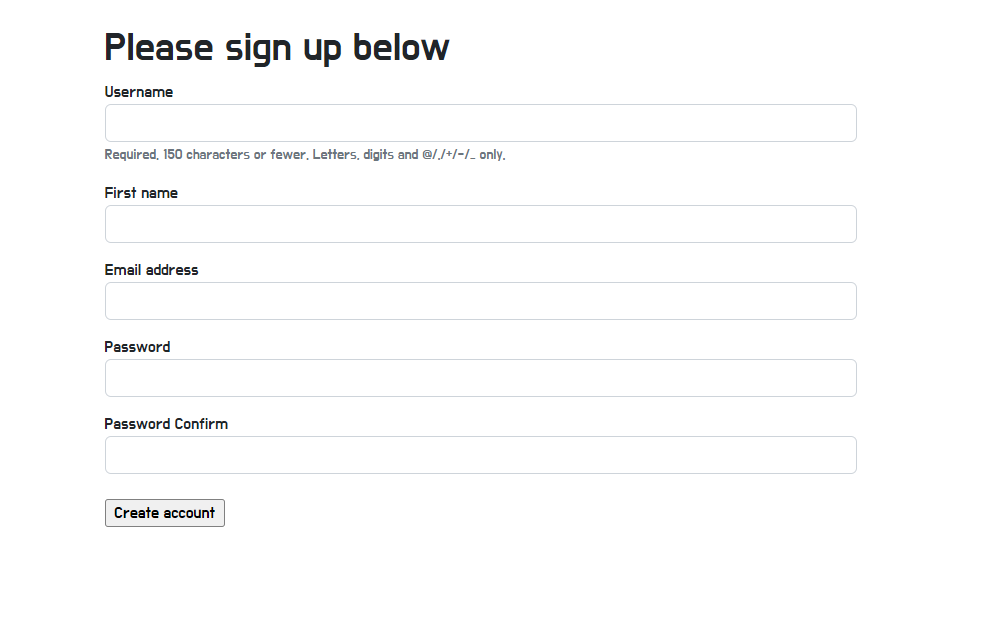 Please sign up below
Username
Required. 150 characters or fewer. Letters, digits and @/./+/-/_ only.
First name
Email address
Password
Password Confirm
Create account